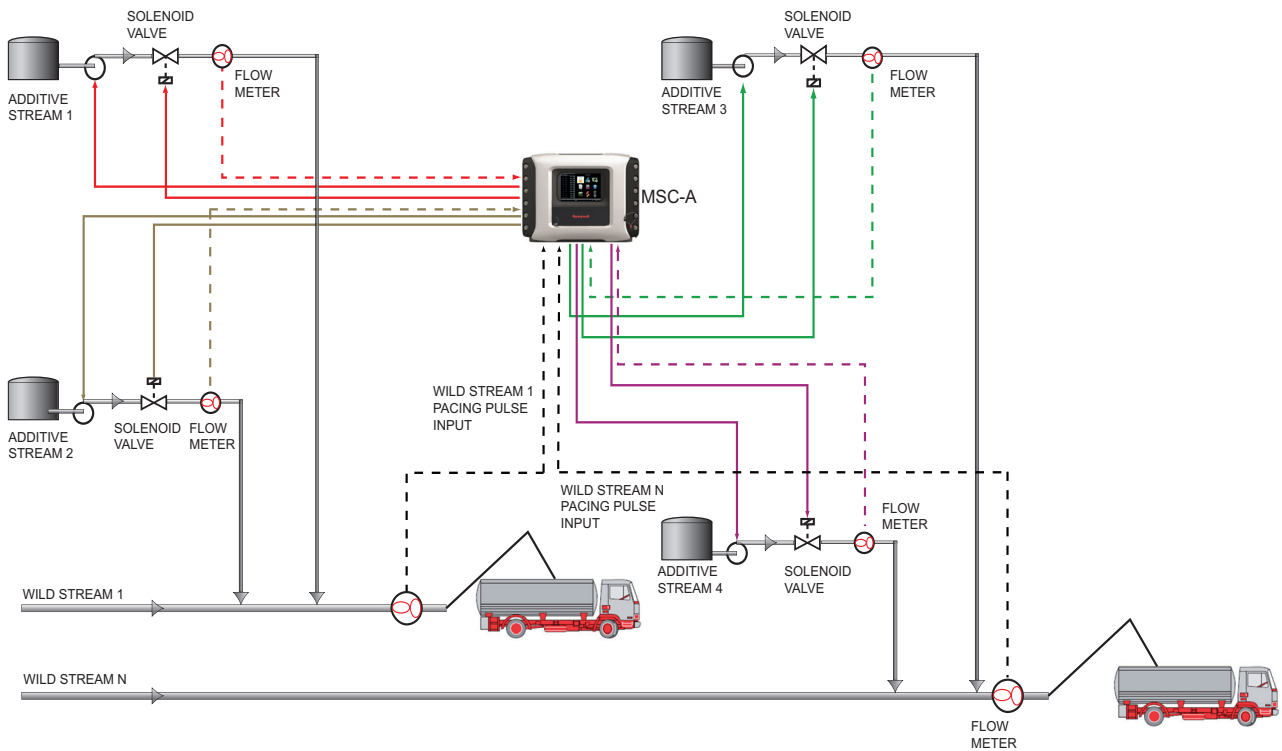 SOLENOID
VALVE
FLOW
METER
ADDITIVE
STREAM 1
SOLENOID
VALVE
FLOW
METER
ADDITIVE
STREAM 3
MSC-A
Honeywell
WILD STREAM 1
PACING PULSE
INPUT
ADDITIVE
STREAM 2
SOLENOID
VALVE
FLOW
METER
WILD STREAM N
PACING PULSE
INPUT
FLOW
METER
ADDITIVE
STREAM 4
SOLENOID
VALVE
WILD STREAM 1
WILD STREAM N
FLOW
METER